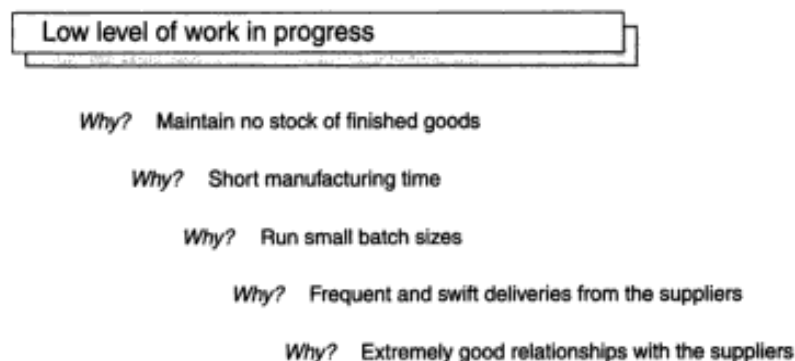 Low level of work in progress
Why? Maintain no stock of finished goods
Why? Short manufacturing time
Why? Run small batch sizes
Why? Frequent and swift deliveries from the suppliers
Why? Extremely good relationships with the suppliers